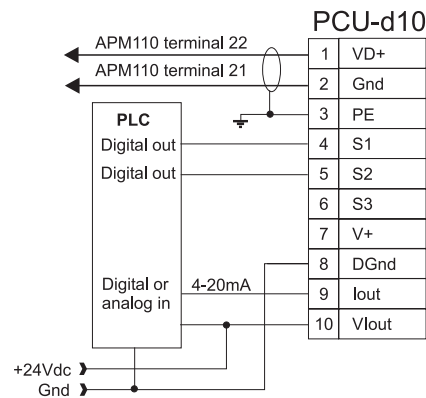 PCU-d10
APM110 terminal 22
1 VD+
APM110 terminal 21
2 Gnd
3 PE
PLC
Digital out
4 S1
Digital out
5 S2
6 S3
7 V+
8 DGnd
Digital or
analog in
4-20mA
9 Iout
10 VIout
+24Vdc
Gnd